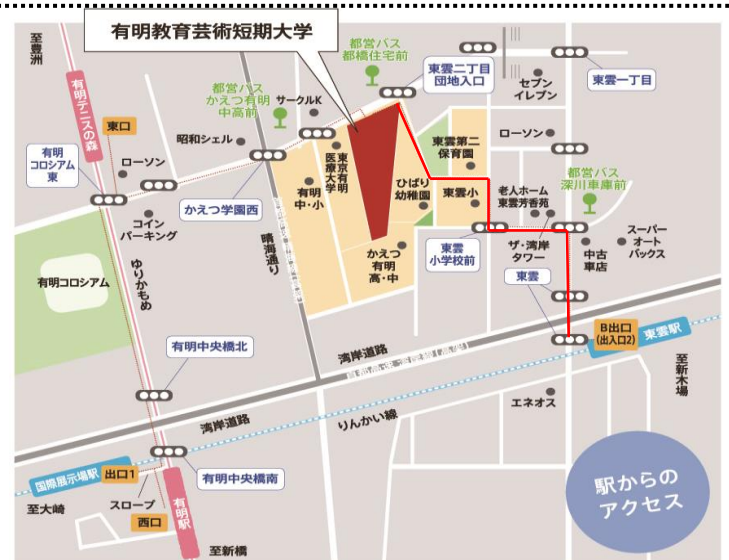 有明教育芸術短期大学
至豊洲
有明テニスの森
東口
有明
コロシアム
東
ローソン
コイン
パーキング
昭和シェル
かえつ学園西
都営バス
かえつ有明
中高前
サークルK
都営バス
都橋住宅前
東雲二丁目
団地入口
セブン
イレブン
東雲一丁目
ローソン
東雲第二
保育園
東京有明
医療大学
有明
中・小
ひばり
幼稚園
東雲小
老人ホーム
東雲芳香苑
都営バス
深川車庫前
かえつ
有明
高・中
東雲
小学校前
ザ・湾岸
タワー
中古
車店
スーパー
オート
バックス
東雲
晴海通り
ゆりかもめ
有明コロシアム
有明中央橋北
湾岸道路
B出口
(出入口2)
東雲駅
至新木場
湾岸道路
りんかい線
エネオス
国際展示場駅
出口1
有明中央橋南
スロープ
至大崎
西口
有明駅
至新橋
駅からの
アクセス